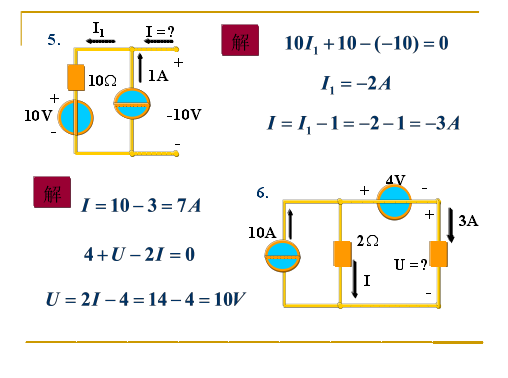 5.
I₁
I=?
+
10Ω
1A
+
10V
-
-10V
-
解
10I₁+10-(-10)=0
I₁=-2A
I=I₁-1=-2-1=-3A
解
I=10-3=7A
4+U-2I=0
U=2I-4=14-4=10V
6.
4V
+
-
+
3A
10A
2Ω
U=?
I
-